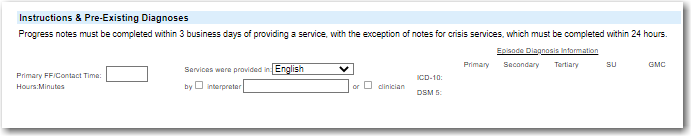 Instructions & Pre-Existing Diagnoses
Progress notes must be completed within 3 business days of providing a service, with the exception of notes for crisis services, which must be completed within 24 hours.
Episode Diagnosis Information
Primary Secondary Tertiary SU GMC
Primary FF/Contact Time: Services were provided in: English
ICD-10:
Hours:Minutes by interpreter or clinician
DSM 5: